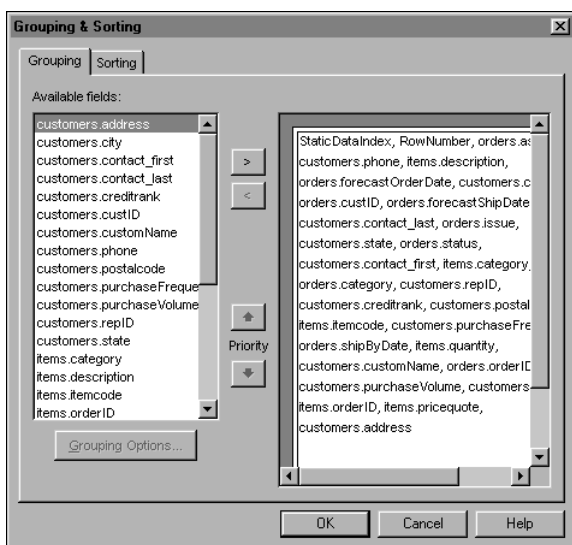 Grouping & Sorting
Grouping
Sorting
Available fields:
customers.address
customers.city
customers.contact_first
customers.contact_last
customers.creditrank
customers.custID
customers.customName
customers.phone
customers.postalcode
customers.purchaseFreque
customers.purchaseVolume
customers.repID
customers.state
items.category
items.description
items.itemcode
items.orderID
Grouping Options...
>
<
Priority
StaticDataIndex, RowNumber, orders.as
customers.phone, items.description,
orders.forecastOrderDate, customers.c
orders.custID, orders.forecastShipDate
customers.contact_last, orders.issue,
customers.state, orders.status,
customers.contact_first, items.category,
orders.category, customers.repID,
customers.creditrank, customers.postal
items.itemcode, customers.purchaseFre
orders.shipByDate, items.quantity,
customers.customName, orders.orderID
customers.purchaseVolume, customers.
items.orderID, items.pricequote,
customers.address
OK
Cancel
Help